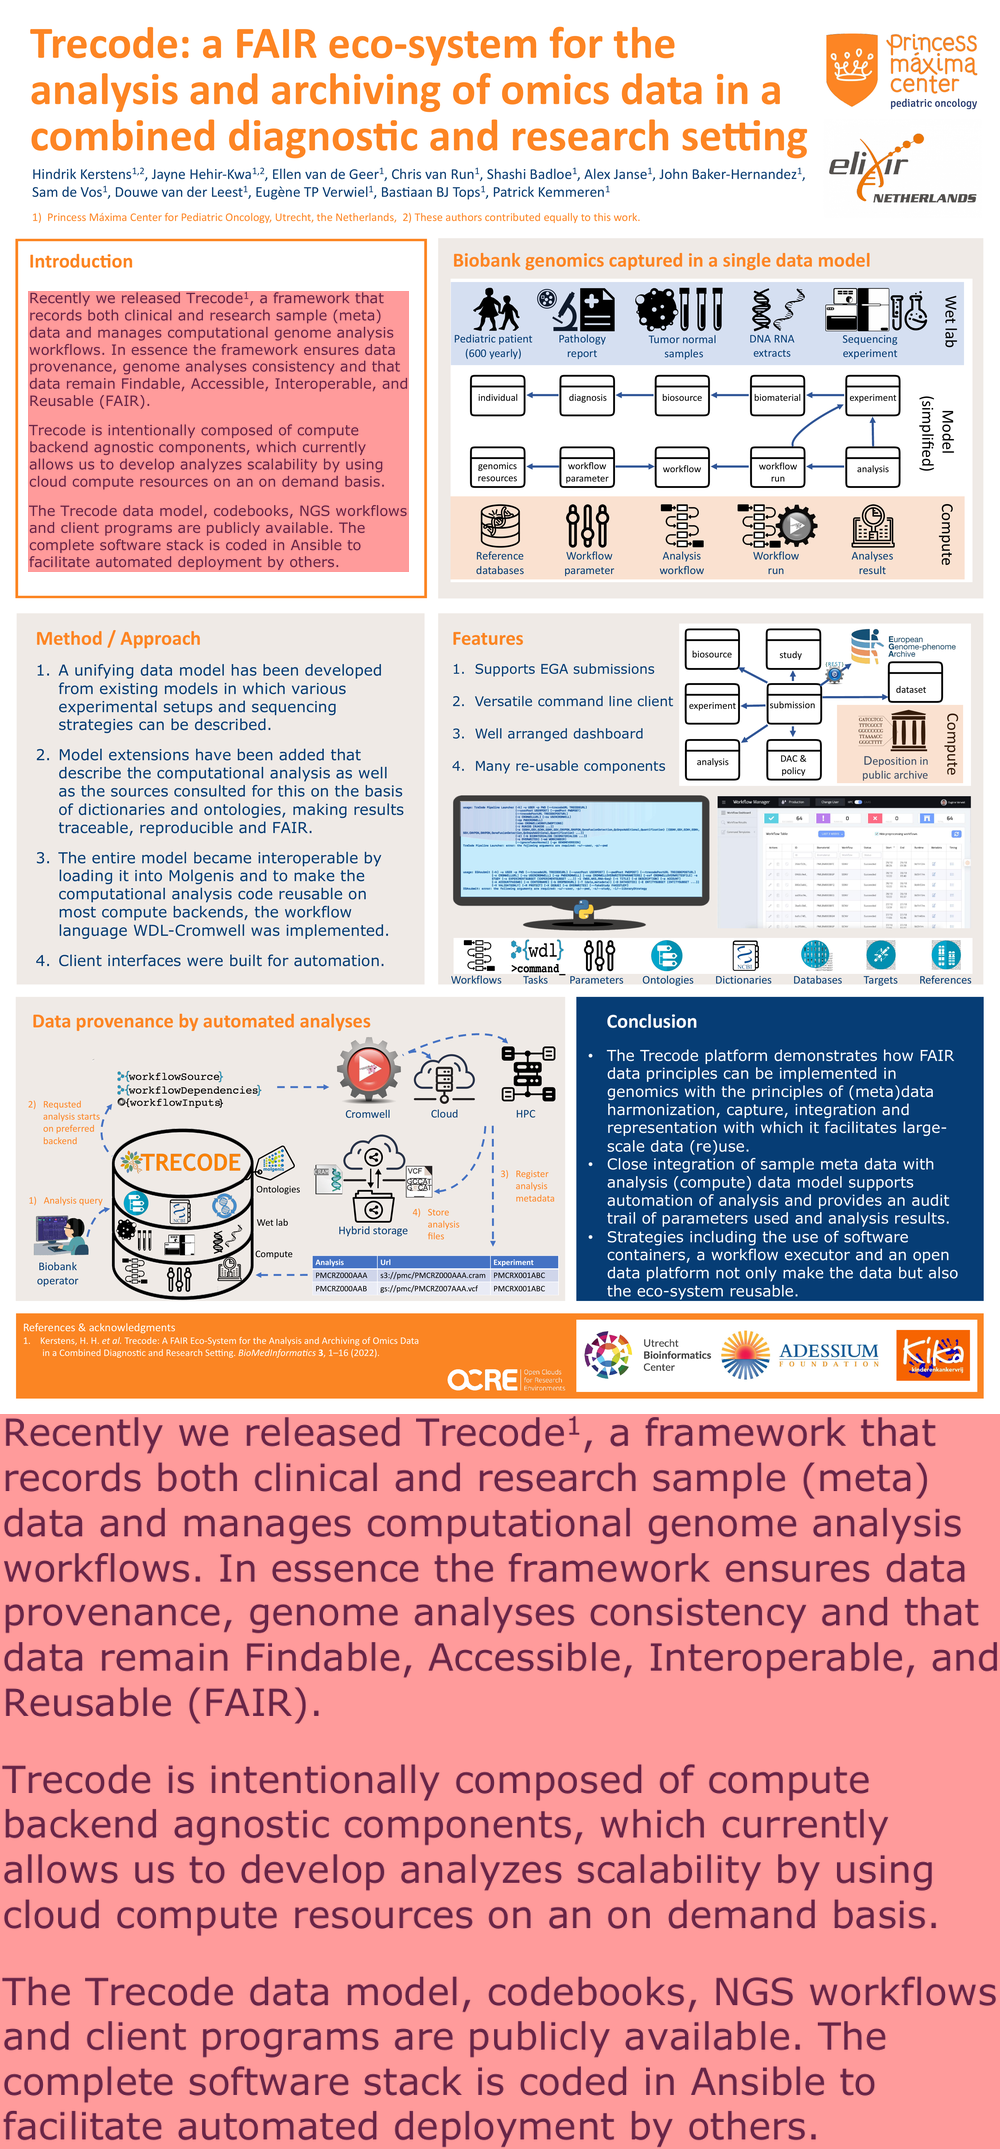 Trecode: a FAIR eco-system for the
analysis and archiving of omics data in a
combined diagnostic and research setting
Hindrik Kerstens1,2, Jayne Hehir-Kwa1,2, Ellen van de Geer1, Chris van Run1, Shashi Badloe1, Alex Janse1, John Baker-Hernandez1,
Sam de Vos1, Douwe van der Leest1, Eugène TP Verwiel1, Bastiaan BJ Tops1, Patrick Kemmeren1
1) Princess Máxima Center for Pediatric Oncology, Utrecht, the Netherlands, 2) These authors contributed equally to this work.
Princess
máxima
center
pediatric oncology
elixir
NETHERLANDS
Introduction
Recently we released Trecode1, a framework that
records both clinical and research sample (meta)
data and manages computational genome analysis
workflows. In essence the framework ensures data
provenance, genome analyses consistency and that
data remain Findable, Accessible, Interoperable, and
Reusable (FAIR).
Trecode is intentionally composed of compute
backend agnostic components, which currently
allows us to develop analyzes scalability by using
cloud compute resources on an on demand basis.
The Trecode data model, codebooks, NGS workflows
and client programs are publicly available. The
complete software stack is coded in Ansible to
facilitate automated deployment by others.
Biobank genomics captured in a single data model
Pediatric patient
(600 yearly)
Pathology
report
Tumor normal
samples
DNA RNA
extracts
Sequencing
experiment
Wet lab
individual
diagnosis
biosource
biomaterial
experiment
genomics
resources
workflow
parameter
workflow
workflow
run
analysis
Model
(simplified)
Reference
databases
Workflow
parameter
Analysis
workflow
Workflow
run
Analyses
result
Compute
Method / Approach
1. A unifying data model has been developed
from existing models in which various
experimental setups and sequencing
strategies can be described.
2. Model extensions have been added that
describe the computational analysis as well
as the sources consulted for this on the basis
of dictionaries and ontologies, making results
traceable, reproducible and FAIR.
3. The entire model became interoperable by
loading it into Molgenis and to make the
computational analysis code reusable on
most compute backends, the workflow
language WDL-Cromwell was implemented.
4. Client interfaces were built for automation.
Features
1. Supports EGA submissions
2. Versatile command line client
3. Well arranged dashboard
4. Many re-usable components
biosource
study
European
Genome-phenome
Archive
experiment
submission
dataset
analysis
DAC &
policy
Deposition in
public archive
Compute
Workflow Manager
64
0
0
64
Workflows
{wdl}
>command_
Tasks
Parameters
Ontologies
NCBI
Dictionaries
Databases
Targets
References
Data provenance by automated analyses
{workflowSource}
{workflowDependencies}
{workflowInputs}
2) Requsted
analysis starts
on preferred
backend
Cromwell
Cloud
HPC
TRECODE
molgenis
Ontologies
Wet lab
Compute
NCBI
1) Analysis query
Biobank
operator
CRAM
VCF
Hybrid storage
3) Register
analysis
metadata
4) Store
analysis
files
Analysis Url Experiment
PMCRZ000AAA s3://pmc/PMCRZ000AAA.cram PMCRX001ABC
PMCRZ000AAB gs://pmc/PMCRZ007AAA.vcf PMCRX001ABC
Conclusion
• The Trecode platform demonstrates how FAIR
data principles can be implemented in
genomics with the principles of (meta)data
harmonization, capture, integration and
representation with which it facilitates large-
scale data (re)use.
• Close integration of sample meta data with
analysis (compute) data model supports
automation of analysis and provides an audit
trail of parameters used and analysis results.
• Strategies including the use of software
containers, a workflow executor and an open
data platform not only make the data but also
the eco-system reusable.
References & acknowledgments
1. Kerstens, H. H. et al. Trecode: A FAIR Eco-System for the Analysis and Archiving of Omics Data
in a Combined Diagnostic and Research Setting. BioMedInformatics 3, 1–16 (2022).
OCRE
Open Clouds
for Research
Environments
Utrecht
Bioinformatics
Center
ADESSIUM
FOUNDATION
KiKa
kinderenkankervrij
Recently we released Trecode1, a framework that
records both clinical and research sample (meta)
data and manages computational genome analysis
workflows. In essence the framework ensures data
provenance, genome analyses consistency and that
data remain Findable, Accessible, Interoperable, and
Reusable (FAIR).
Trecode is intentionally composed of compute
backend agnostic components, which currently
allows us to develop analyzes scalability by using
cloud compute resources on an on demand basis.
The Trecode data model, codebooks, NGS workflows
and client programs are publicly available. The
complete software stack is coded in Ansible to
facilitate automated deployment by others.